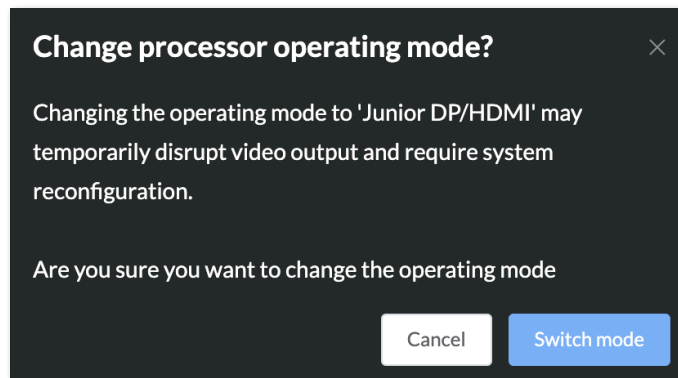 Change processor operating mode?
Changing the operating mode to 'Junior DP/HDMI' may
temporarily disrupt video output and require system
reconfiguration.
Are you sure you want to change the operating mode
Cancel
Switch mode